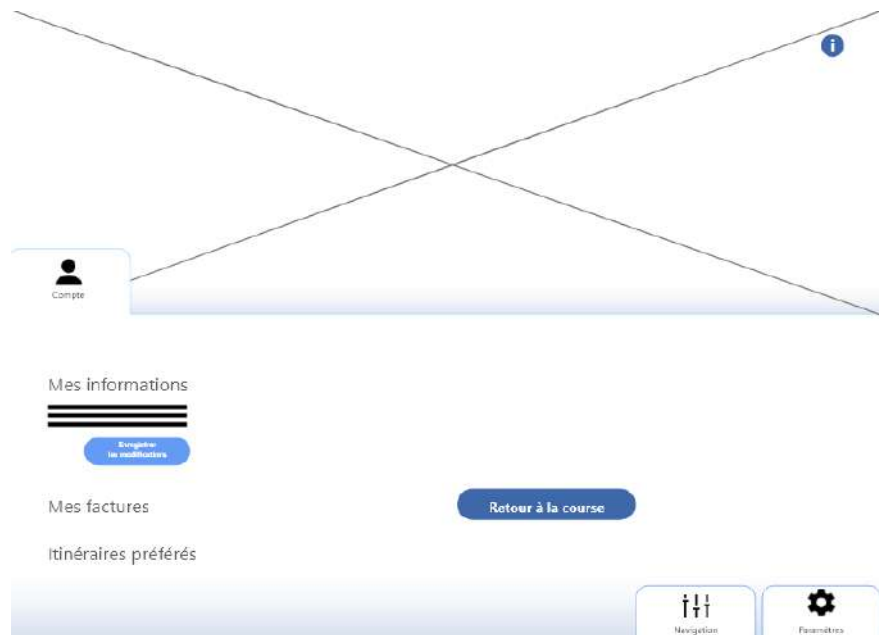 i
Compte
Mes informations
Enregistrer
les modifications
Mes factures
Retour à la course
Itinéraires préférés
Navigation
Paramètres